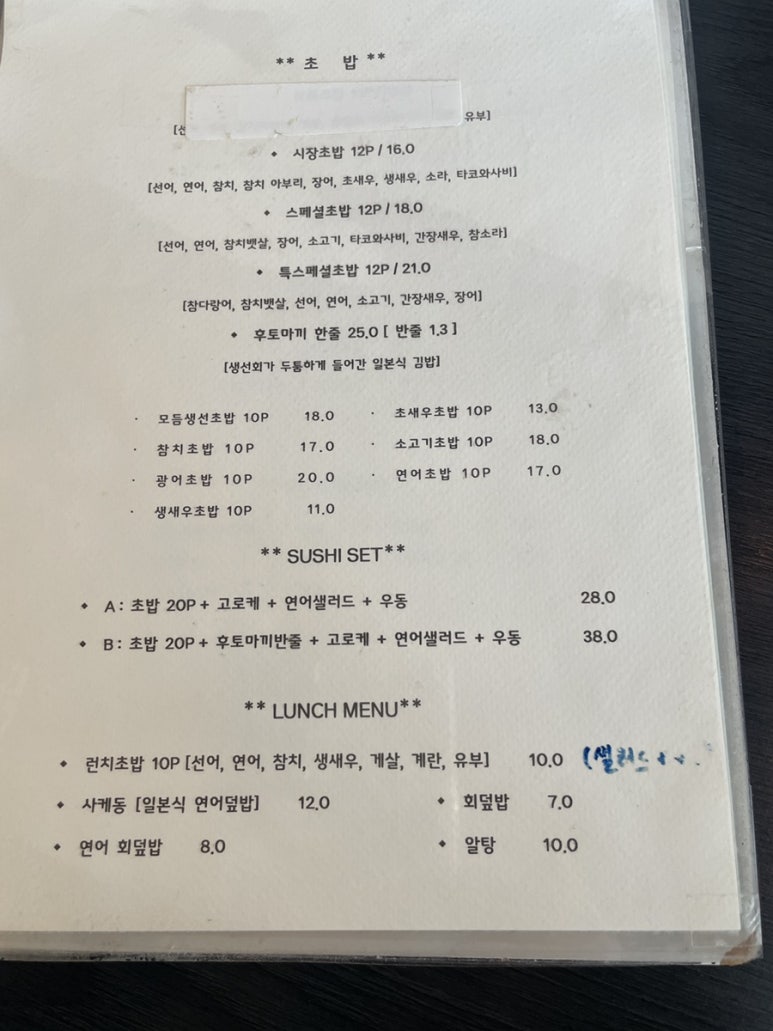 ** 초 밥 **
유부]
◆ 시장초밥 12P / 16.0
[선어, 연어, 참치, 참치 아부리, 장어, 초새우, 생새우, 소라, 타코와사비]
◆ 스페셜초밥 12P / 18.0
[선어, 연어, 참치뱃살, 장어, 소고기, 타코와사비, 간장새우, 참소라]
◆ 특스페셜초밥 12P / 21.0
[참다랑어, 참치뱃살, 선어, 연어, 소고기, 간장새우, 장어]
◆ 후토마끼 한줄 25.0 [ 반줄 1.3 ]
[생선회가 두툼하게 들어간 일본식 김밥]
· 모듬생선초밥 10P 18.0 · 초새우초밥 10P 13.0
· 참치초밥 10P 17.0 · 소고기초밥 10P 18.0
· 광어초밥 10P 20.0 · 연어초밥 10P 17.0
· 생새우초밥 10P 11.0
** SUSHI SET**
◆ A : 초밥 20P + 고로케 + 연어샐러드 + 우동 28.0
◆ B : 초밥 20P + 후토마끼반줄 + 고로케 + 연어샐러드 + 우동 38.0
** LUNCH MENU**
◆ 런치초밥 10P [선어, 연어, 참치, 생새우, 게살, 계란, 유부] 10.0 (샐러드
◆ 사케동 [일본식 연어덮밥] 12.0 ◆ 회덮밥 7.0
◆ 연어 회덮밥 8.0 ◆ 알탕 10.0